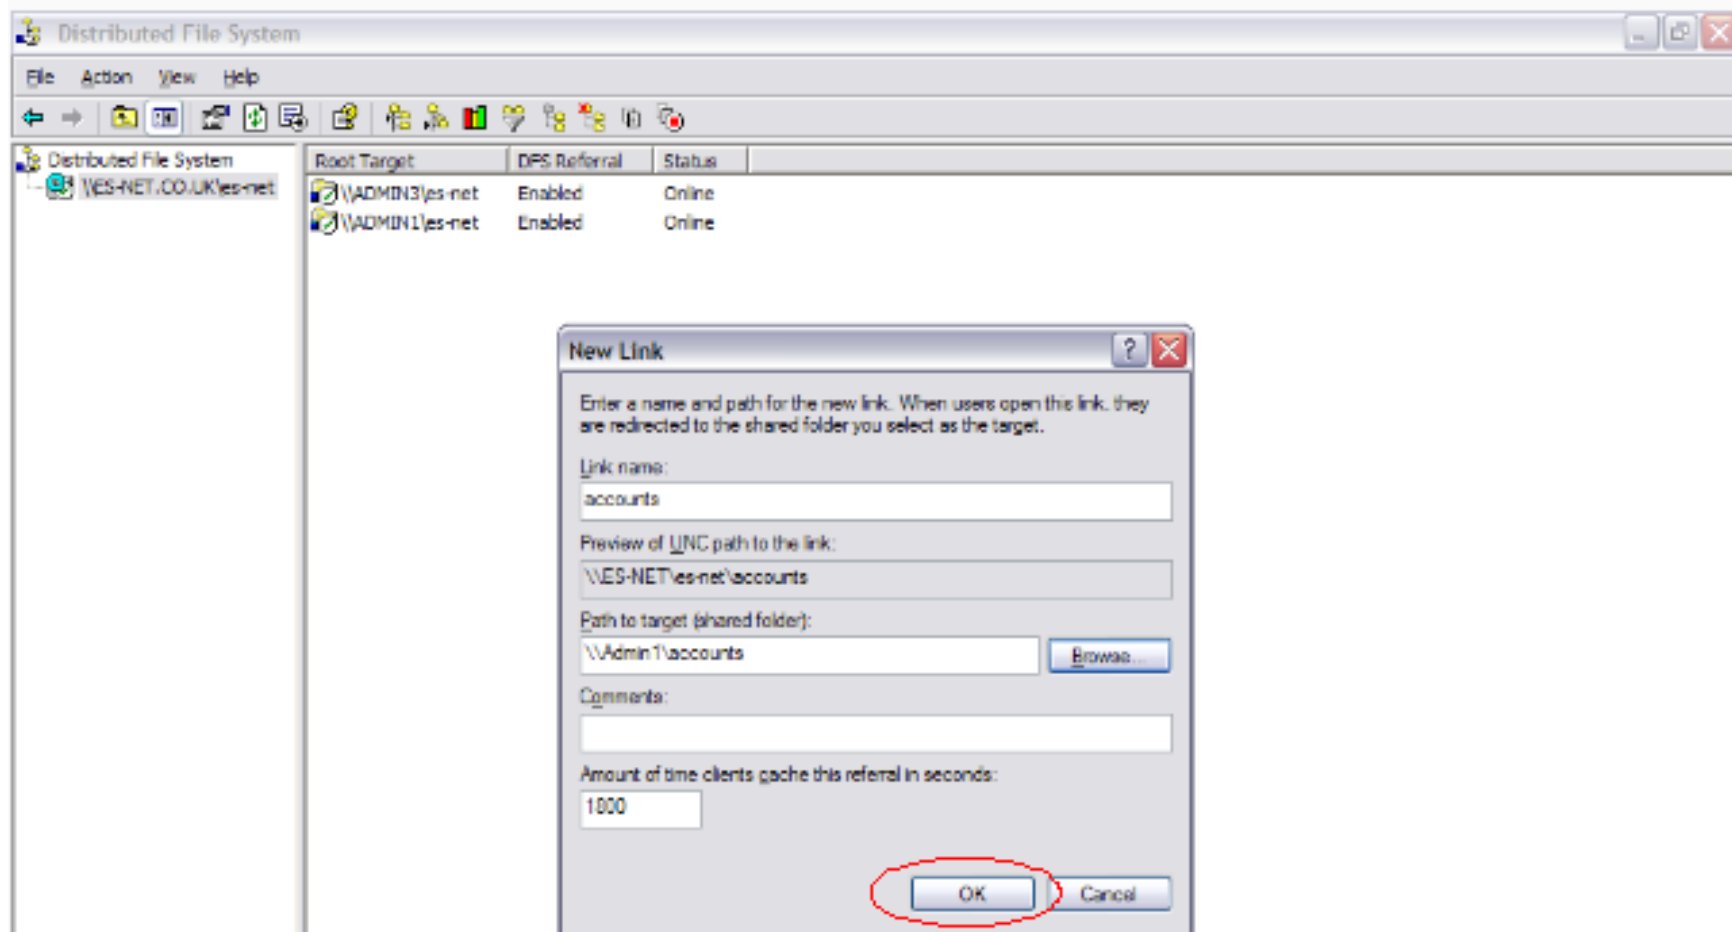 Distributed File System
File Action View Help
Distributed File System
\\ES-NET.CO.UK\es-net
Root Target DFS Referral Status
\\ADMIN3\es-net Enabled Online
\\ADMIN1\es-net Enabled Online
New Link
Enter a name and path for the new link. When users open this link, they
are redirected to the shared folder you select as the target.
Link name:
accounts
Preview of UNC path to the link:
\\ES-NET\es-net\accounts
Path to target (shared folder):
\\Admin1\accounts
Browse...
Comments:
Amount of time clients cache this referral in seconds:
1800
OK Cancel